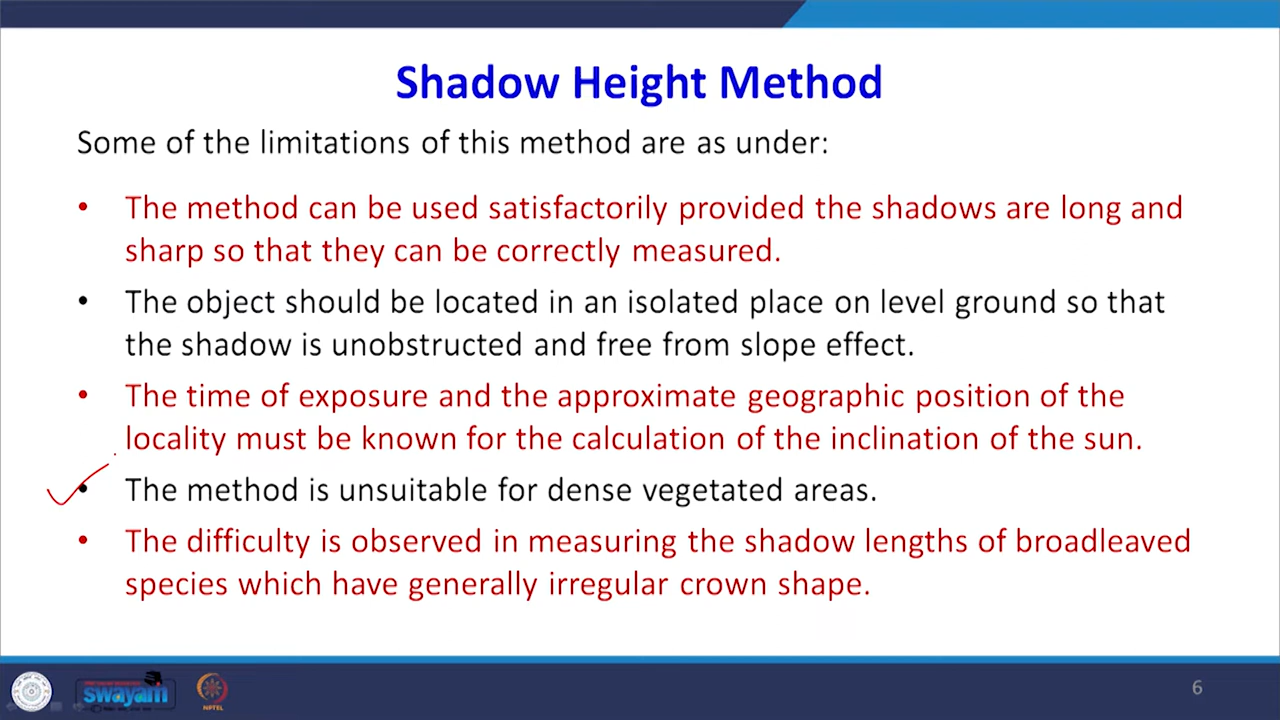 Shadow Height Method
Some of the limitations of this method are as under:
• The method can be used satisfactorily provided the shadows are long and
sharp so that they can be correctly measured.
• The object should be located in an isolated place on level ground so that
the shadow is unobstructed and free from slope effect.
• The time of exposure and the approximate geographic position of the
locality must be known for the calculation of the inclination of the sun.
• The method is unsuitable for dense vegetated areas.
• The difficulty is observed in measuring the shadow lengths of broadleaved
species which have generally irregular crown shape.
swayam
NPTEL
6